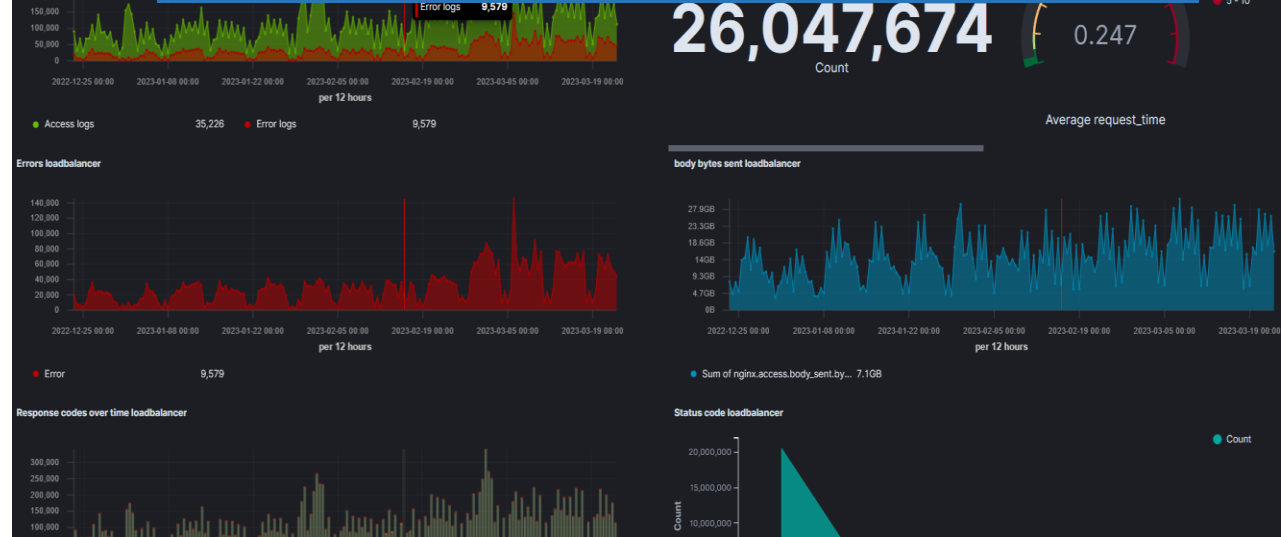 150,000
100,000
50,000
0
Error logs 9,579
2022-12-25 00:00 2023-01-08 00:00 2023-01-22 00:00 2023-02-05 00:00 2023-02-19 00:00 2023-03-05 00:00 2023-03-19 00:00
per 12 hours
Access logs 35,226 Error logs 9,579
26,047,674
Count
0.247
Average request_time
5 - 10
Errors loadbalancer
140,000
120,000
100,000
80,000
60,000
40,000
20,000
0
2022-12-25 00:00 2023-01-08 00:00 2023-01-22 00:00 2023-02-05 00:00 2023-02-19 00:00 2023-03-05 00:00 2023-03-19 00:00
per 12 hours
Error 9,579
body bytes sent loadbalancer
27.9GB
23.3GB
18.6GB
14GB
9.3GB
4.7GB
0B
2022-12-25 00:00 2023-01-08 00:00 2023-01-22 00:00 2023-02-05 00:00 2023-02-19 00:00 2023-03-05 00:00 2023-03-19 00:00
per 12 hours
Sum of nginx.access.body_sent.by... 7.1GB
Response codes over time loadbalancer
300,000
250,000
200,000
150,000
100,000
Status code loadbalancer
20,000,000
15,000,000
10,000,000
Count
Count